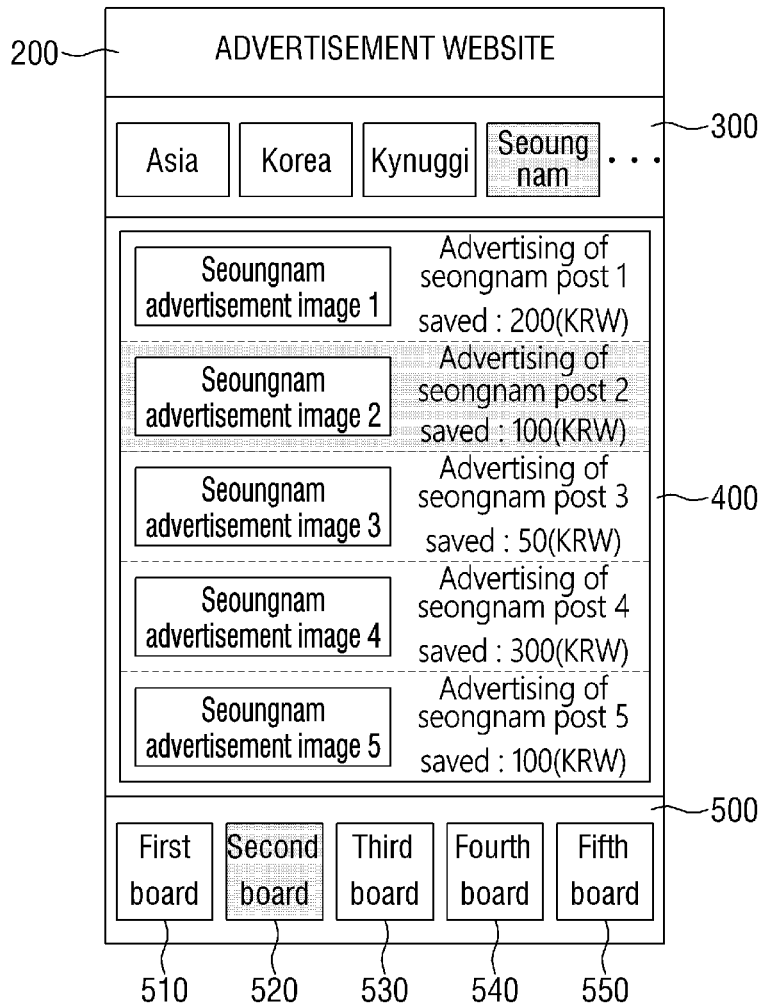 200
ADVERTISEMENT WEBSITE
300
Asia
Korea
Kynuggi
Seoung
nam
...
Seoungnam
advertisement image 1
Advertising of
seongnam post 1
saved : 200(KRW)
Seoungnam
advertisement image 2
Advertising of
seongnam post 2
saved : 100(KRW)
Seoungnam
advertisement image 3
Advertising of
seongnam post 3
saved : 50(KRW)
400
Seoungnam
advertisement image 4
Advertising of
seongnam post 4
saved : 300(KRW)
Seoungnam
advertisement image 5
Advertising of
seongnam post 5
saved : 100(KRW)
500
First
board
Second
board
Third
board
Fourth
board
Fifth
board
510
520
530
540
550